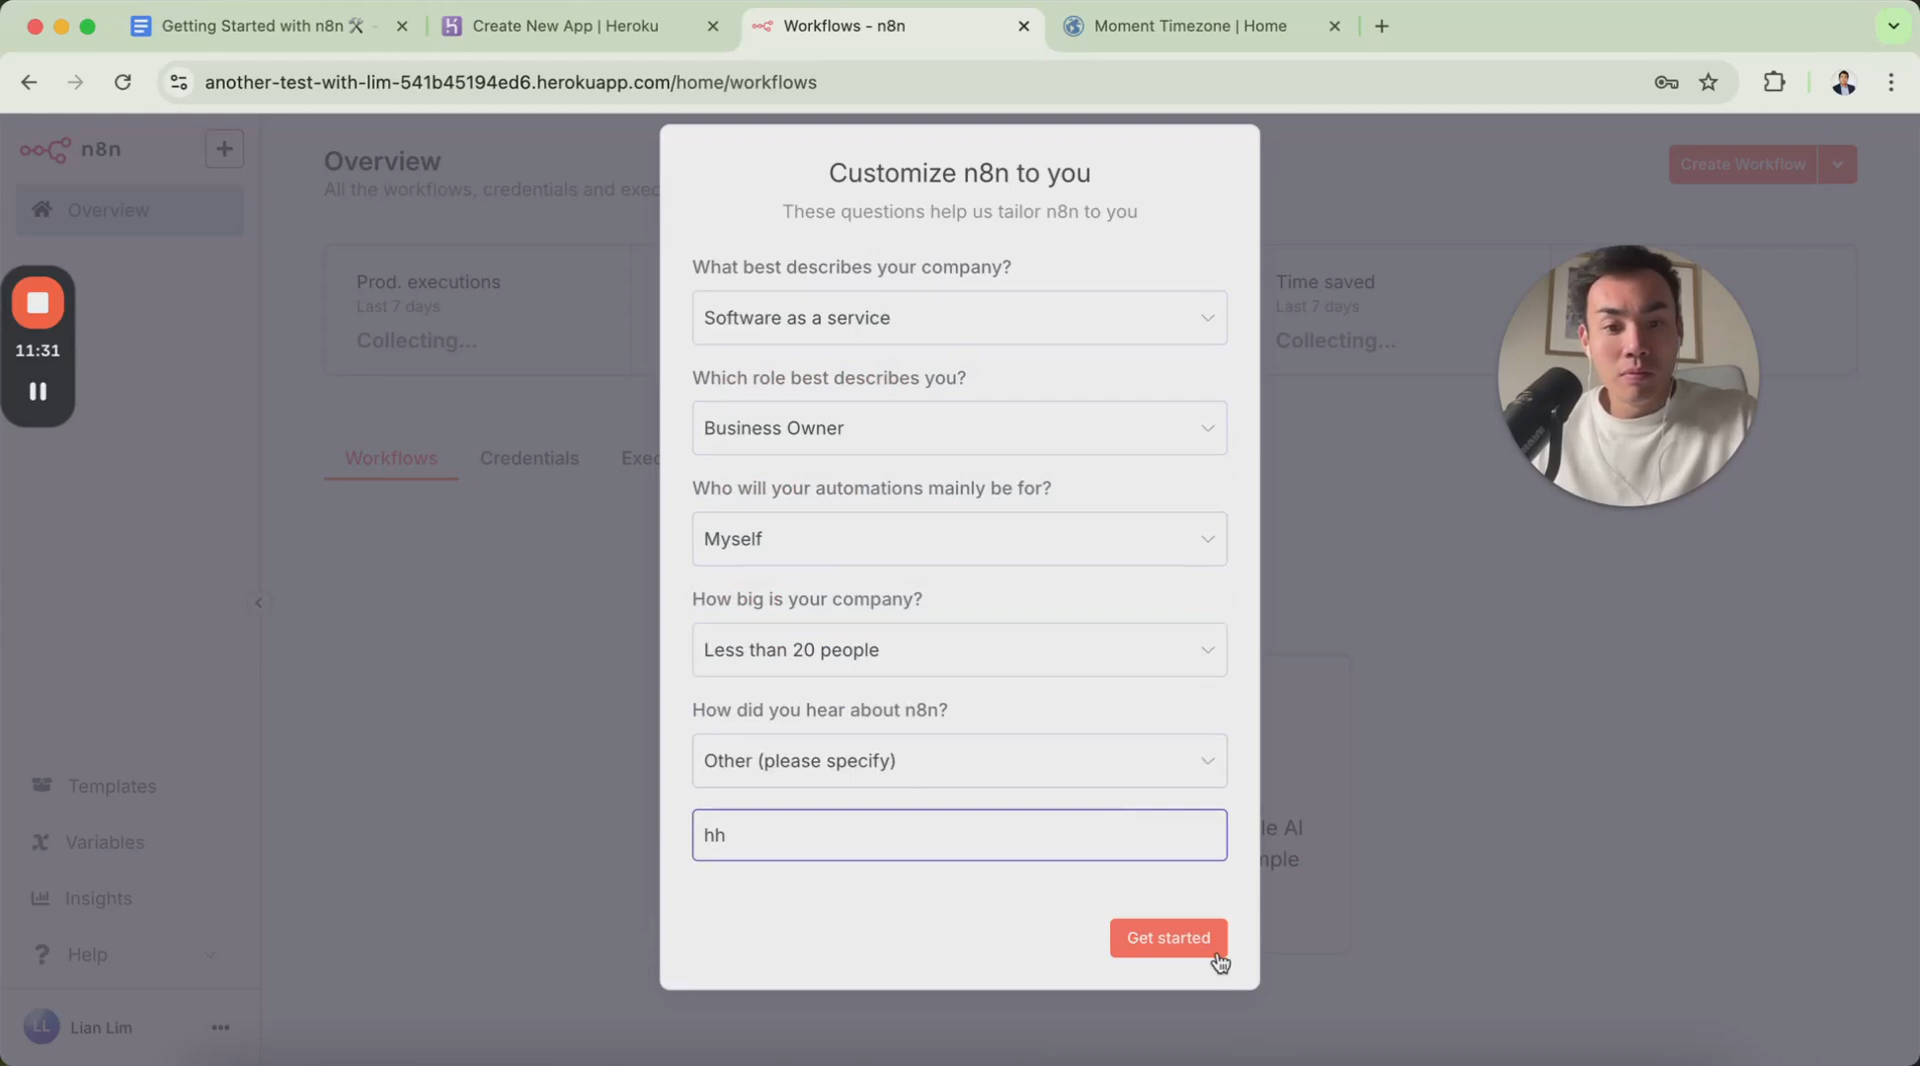 Getting Started with n8n 🛠 -
Create New App | Heroku
Workflows - n8n
Moment Timezone | Home
another-test-with-lim-541b45194ed6.herokuapp.com/home/workflows
n8n
Overview
Overview
All the workflows, credentials and exec
Create Workflow
Prod. executions
Last 7 days
Collecting...
Time saved
Last 7 days
Collecting...
11:31
Workflows
Credentials
Exec
Customize n8n to you
These questions help us tailor n8n to you
What best describes your company?
Software as a service
Which role best describes you?
Business Owner
Who will your automations mainly be for?
Myself
How big is your company?
Less than 20 people
How did you hear about n8n?
Other (please specify)
hh
Get started
le AI
mple
Templates
Variables
Insights
Help
LL
Lian Lim